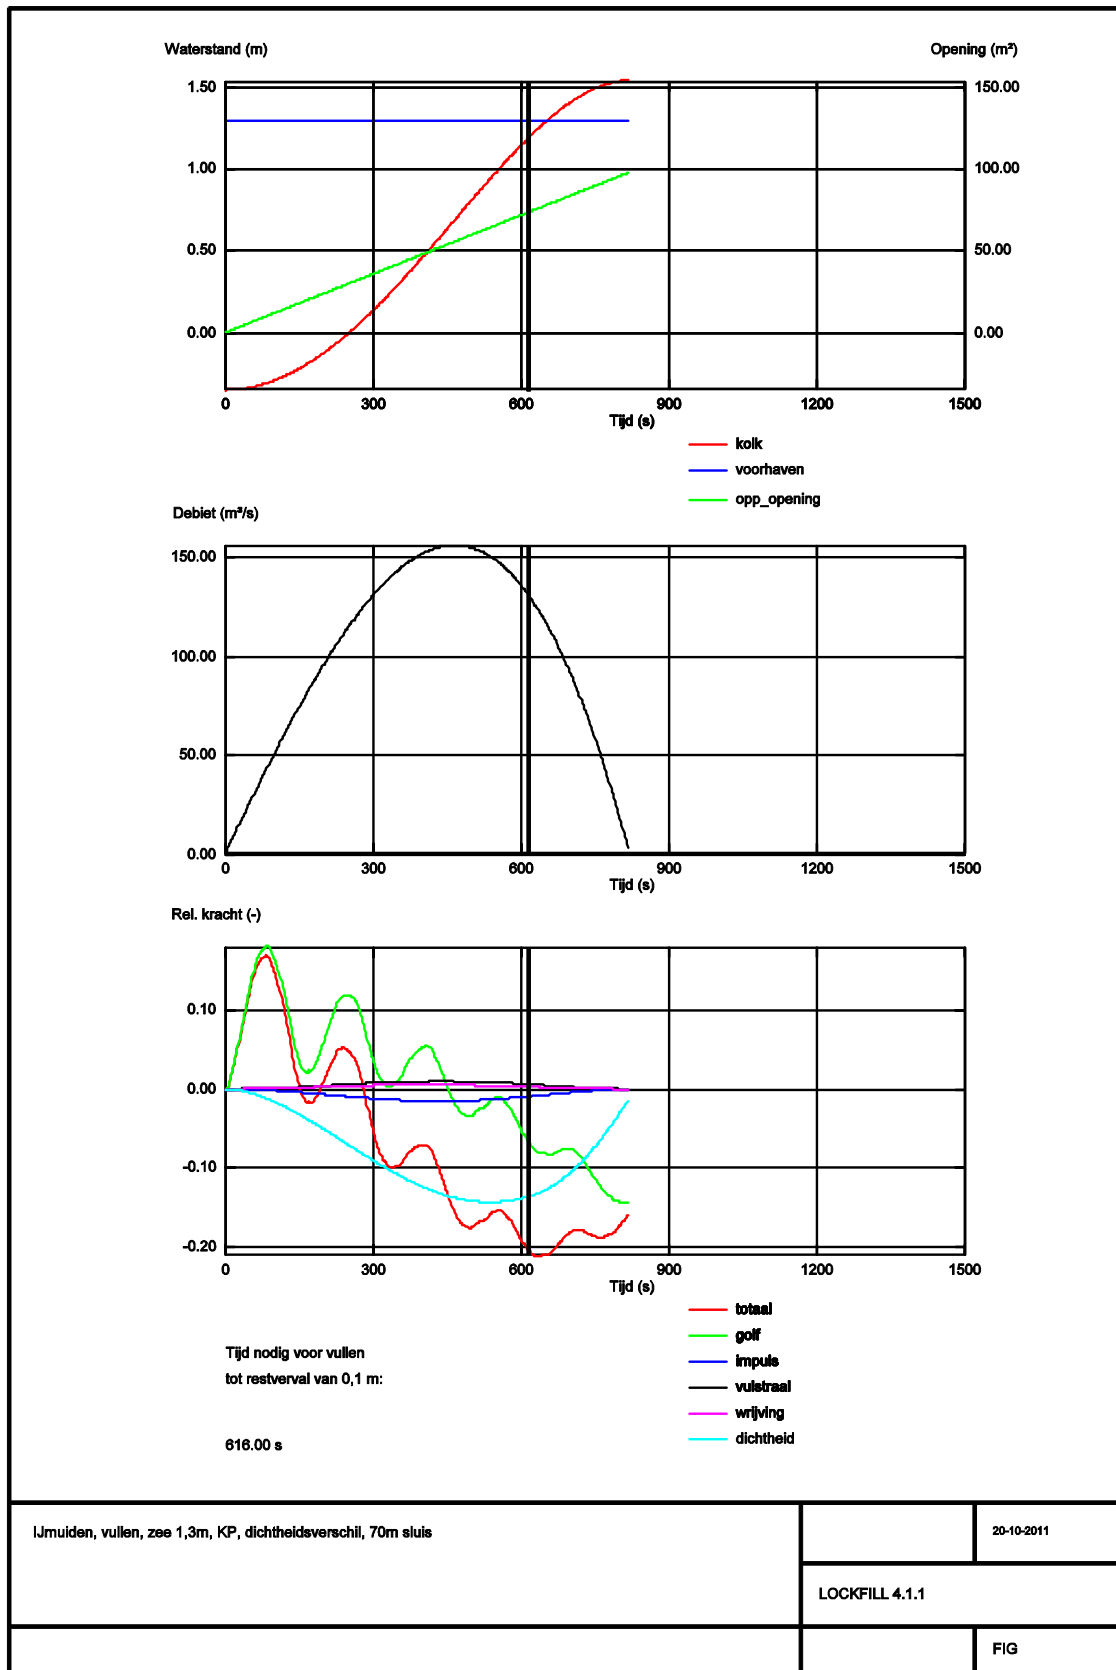 Waterstand (m) Opening (m²)
1.50 150.00
1.00 100.00
0.50 50.00
0.00 0.00
0 300 600 900 1200 1500
Tijd (s)
kolk
voorhaven
opp_opening
Debiet (m³/s)
150.00
100.00
50.00
0.00
0 300 600 900 1200 1500
Tijd (s)
Rel. kracht (-)
0.10
0.00
-0.10
-0.20
0 300 600 900 1200 1500
Tijd (s)
totaal
golf
impuls
vulstraal
wrijving
dichtheid
Tijd nodig voor vullen
tot restverval van 0,1 m:
616.00 s
IJmuiden, vullen, zee 1,3m, KP, dichtheidsverschil, 70m sluis
20-10-2011
LOCKFILL 4.1.1
FIG